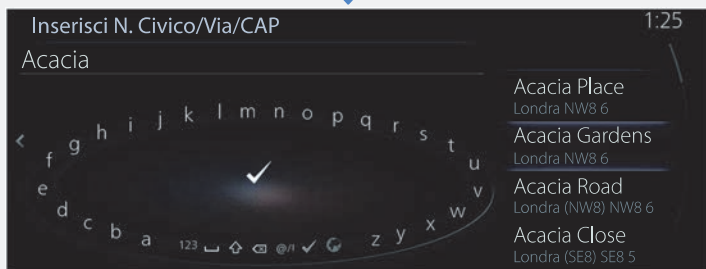 Inserisci N. Civico/Via/CAP
1:25
Acacia
a b c d e f g h i j k l m n o p q r s t u v w x y z
123 @/!
Acacia Place
Londra NW8 6
Acacia Gardens
Londra NW8 6
Acacia Road
Londra (NW8) NW8 6
Acacia Close
Londra (SE8) SE8 5